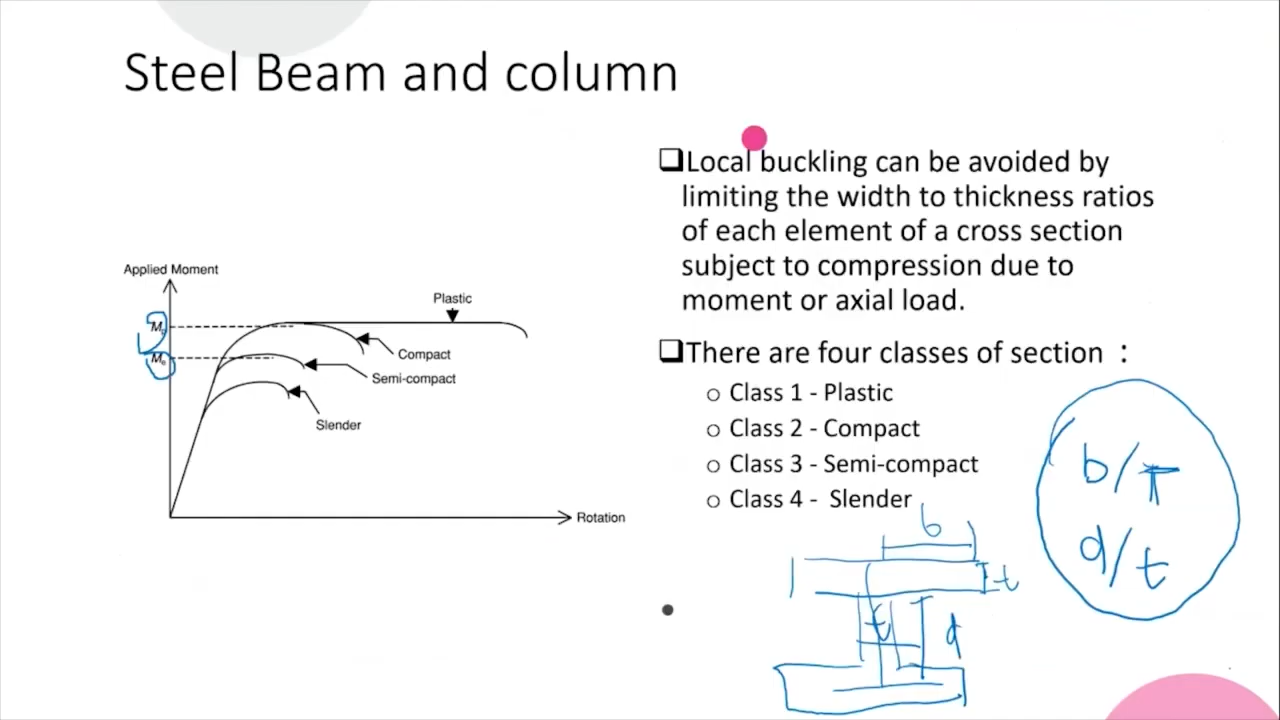 Steel Beam and column
Local buckling can be avoided by
limiting the width to thickness ratios
of each element of a cross section
subject to compression due to
moment or axial load.
There are four classes of section :
Class 1 - Plastic
Class 2 - Compact
Class 3 - Semi-compact
Class 4 - Slender
Applied Moment
Plastic
Compact
Semi-compact
Slender
Rotation
b/T
d/t
b
t
t
d